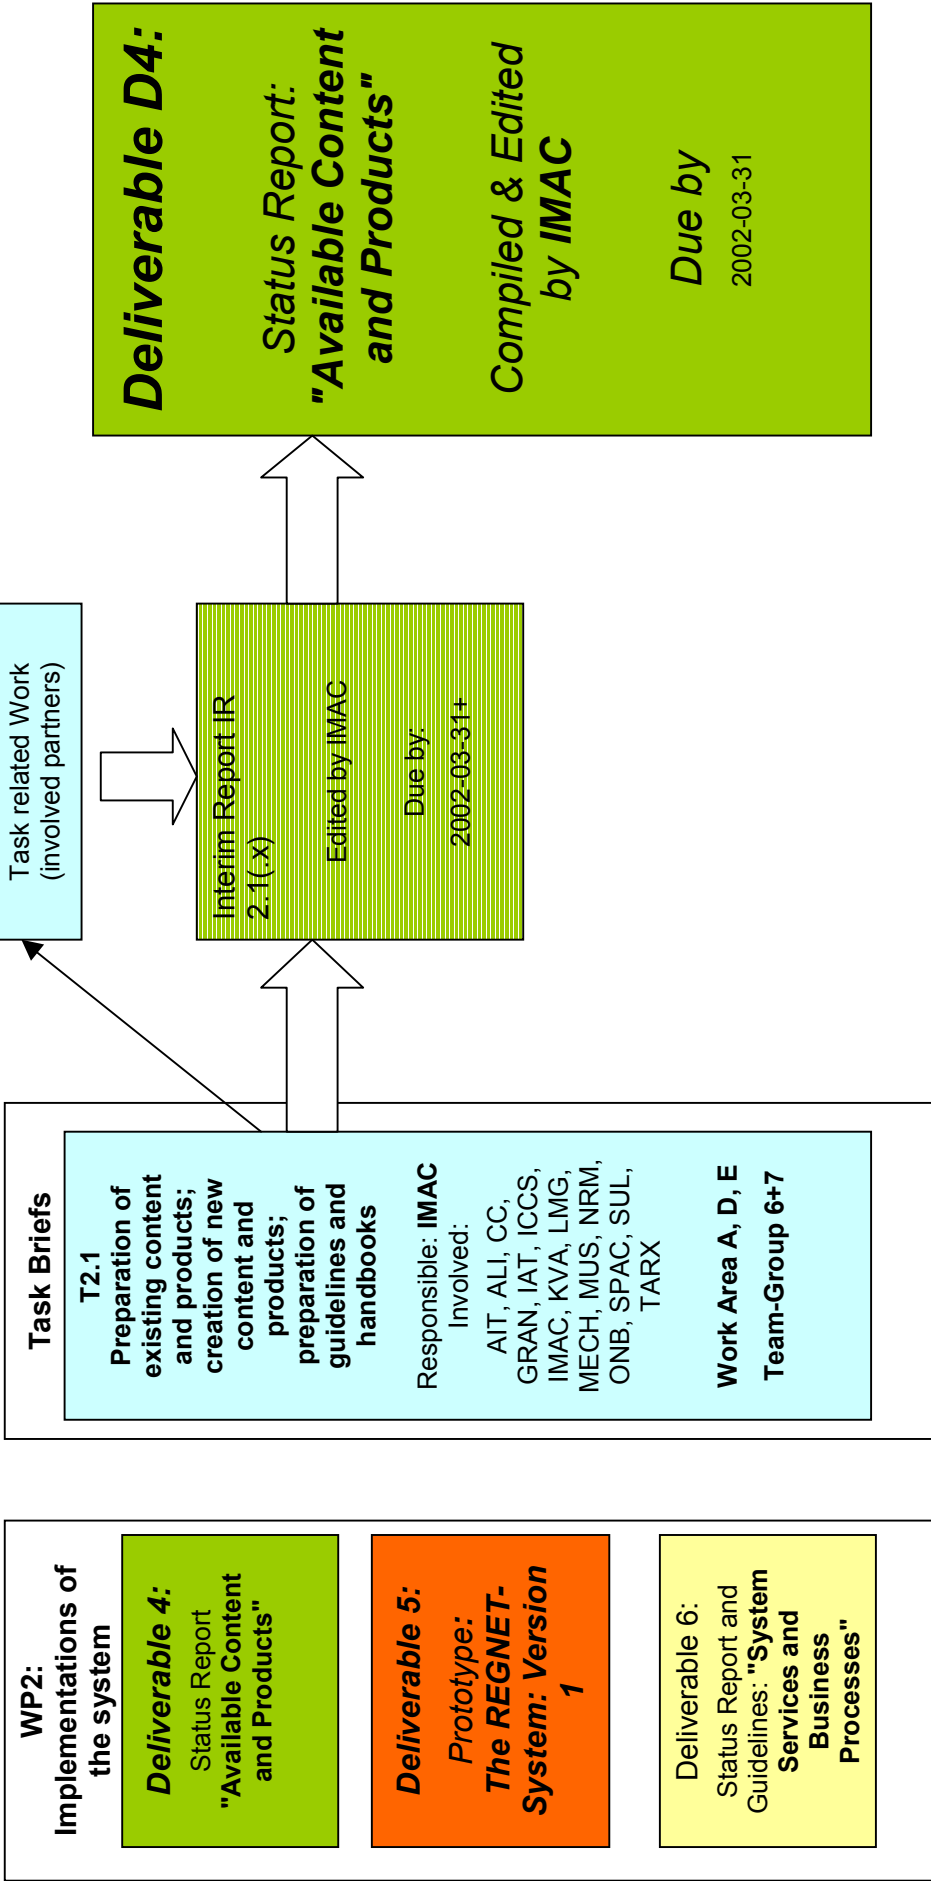 WP2:
Implementations of
the system
Deliverable 4:
Status Report
"Available Content
and Products"
Deliverable 5:
Prototype:
The REGNET-
System: Version
1
Deliverable 6:
Status Report and
Guidelines: "System
Services and
Business
Processes"
Task Briefs
T2.1
Preparation of
existing content
and products;
creation of new
content and
products;
preparation of
guidelines and
handbooks
Responsible: IMAC
Involved:
AIT, ALI, CC,
GRAN, IAT, ICCS,
IMAC, KVA, LMG,
MECH, MUS, NRM,
ONB, SPAC, SUL,
TARX
Work Area A, D, E
Team-Group 6+7
Task related Work
(involved partners)
Interim Report IR
2.1(.x)
Edited by IMAC
Due by:
2002-03-31+
Deliverable D4:
Status Report:
"Available Content
and Products"
Compiled & Edited
by IMAC
Due by
2002-03-31